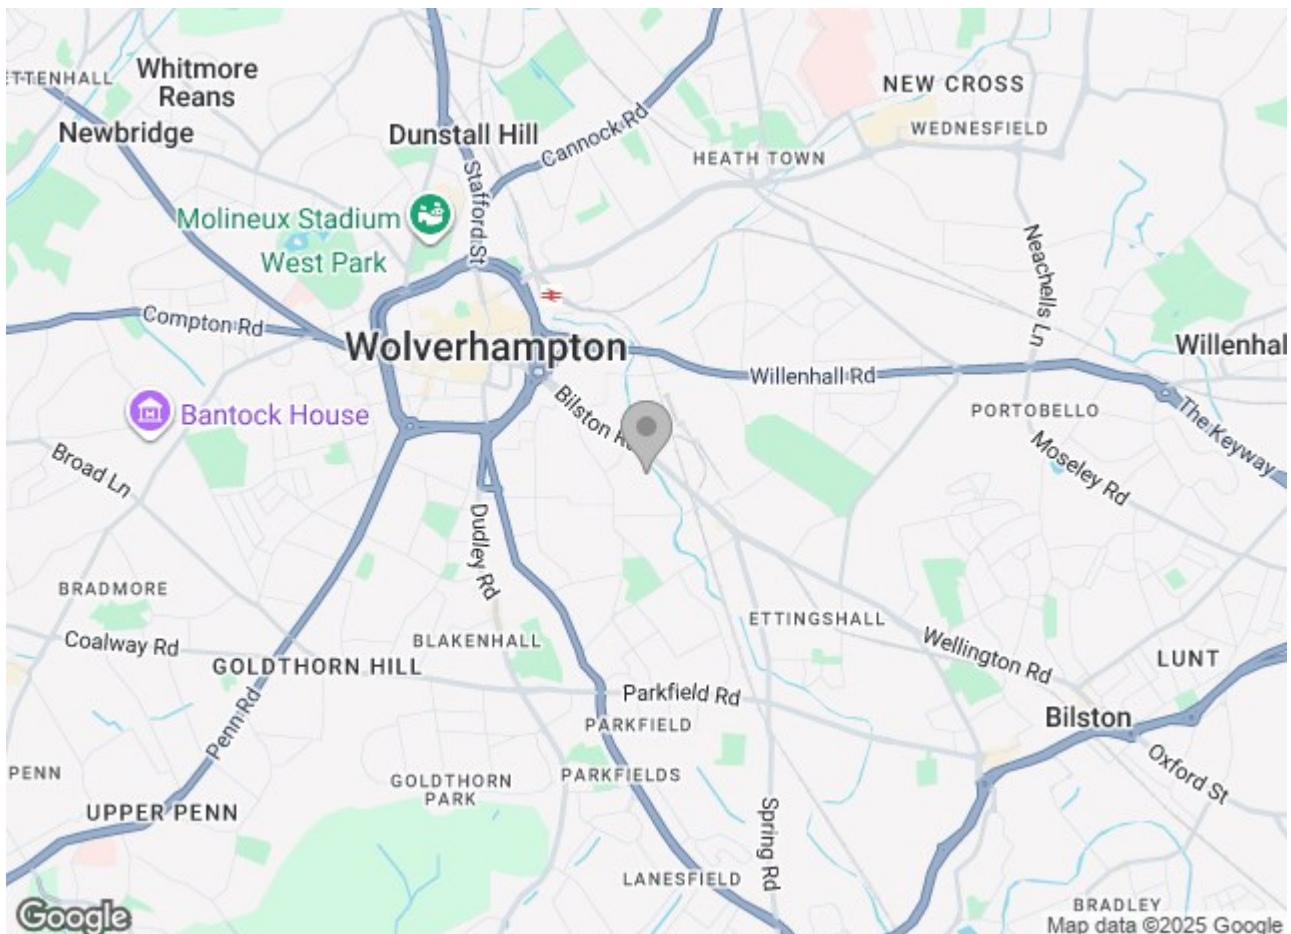 Whitmore
Reans
ETTENHALL
Newbridge
Dunstall Hill
Cannock Rd
NEW CROSS
WEDNESFIELD
HEATH TOWN
Stafford St
Molineux Stadium
West Park
Neachells Ln
Compton Rd
Wolverhampton
Willenhal
Willenhall Rd
Bantock House
Bilston Rd
PORTOBELLO
The Keyway
Moseley Rd
Broad Ln
Dudley Rd
BRADMORE
Coalway Rd
BLAKENHALL
ETTINGSHALL
Wellington Rd
LUNT
GOLDTHORN HILL
Parkfield Rd
Penn Rd
PARKFIELD
Bilston
PENN
GOLDTHORN
PARK
PARKFIELDS
Oxford St
UPPER PENN
Spring Rd
LANESFIELD
BRADLEY
Google
Map data ©2025 Google